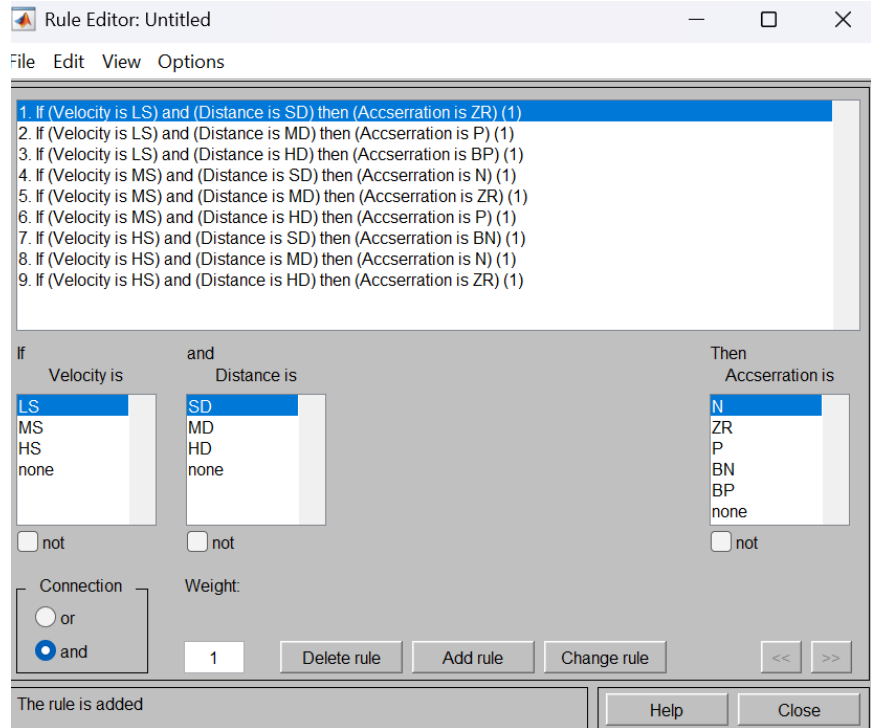 Rule Editor: Untitled
File Edit View Options
1. If (Velocity is LS) and (Distance is SD) then (Accserration is ZR) (1)
2. If (Velocity is LS) and (Distance is MD) then (Accserration is P) (1)
3. If (Velocity is LS) and (Distance is HD) then (Accserration is BP) (1)
4. If (Velocity is MS) and (Distance is SD) then (Accserration is N) (1)
5. If (Velocity is MS) and (Distance is MD) then (Accserration is ZR) (1)
6. If (Velocity is MS) and (Distance is HD) then (Accserration is P) (1)
7. If (Velocity is HS) and (Distance is SD) then (Accserration is BN) (1)
8. If (Velocity is HS) and (Distance is MD) then (Accserration is N) (1)
9. If (Velocity is HS) and (Distance is HD) then (Accserration is ZR) (1)
If
Velocity is
LS
MS
HS
none
not
and
Distance is
SD
MD
HD
none
not
Then
Accserration is
N
ZR
P
BN
BP
none
not
Connection
or
and
Weight:
1
Delete rule
Add rule
Change rule
<<
>>
The rule is added
Help
Close